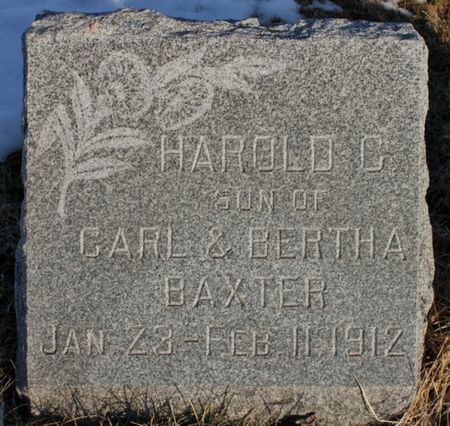 HAROLD C.
SON OF
CARL & BERTHA
BAXTER
JAN. 23 - FEB. 11, 1912